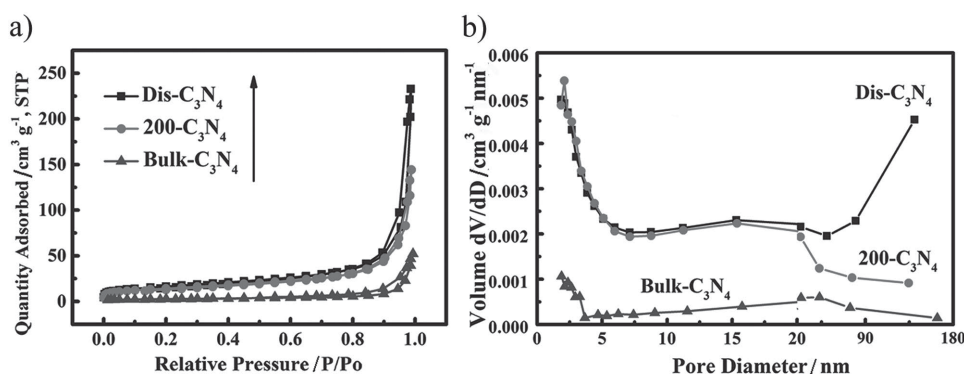 a)
Quantity Adsorbed /cm³ g⁻¹, STP
250
200
150
100
50
0
Dis-C₃N₄
200-C₃N₄
Bulk-C₃N₄
0.0 0.2 0.4 0.6 0.8 1.0
Relative Pressure /P/Po
b)
Volume dV/dD /cm³ g⁻¹ nm⁻¹
0.006
0.005
0.004
0.003
0.002
0.001
0.000
Dis-C₃N₄
200-C₃N₄
Bulk-C₃N₄
0 5 10 15 20 90 180
Pore Diameter / nm